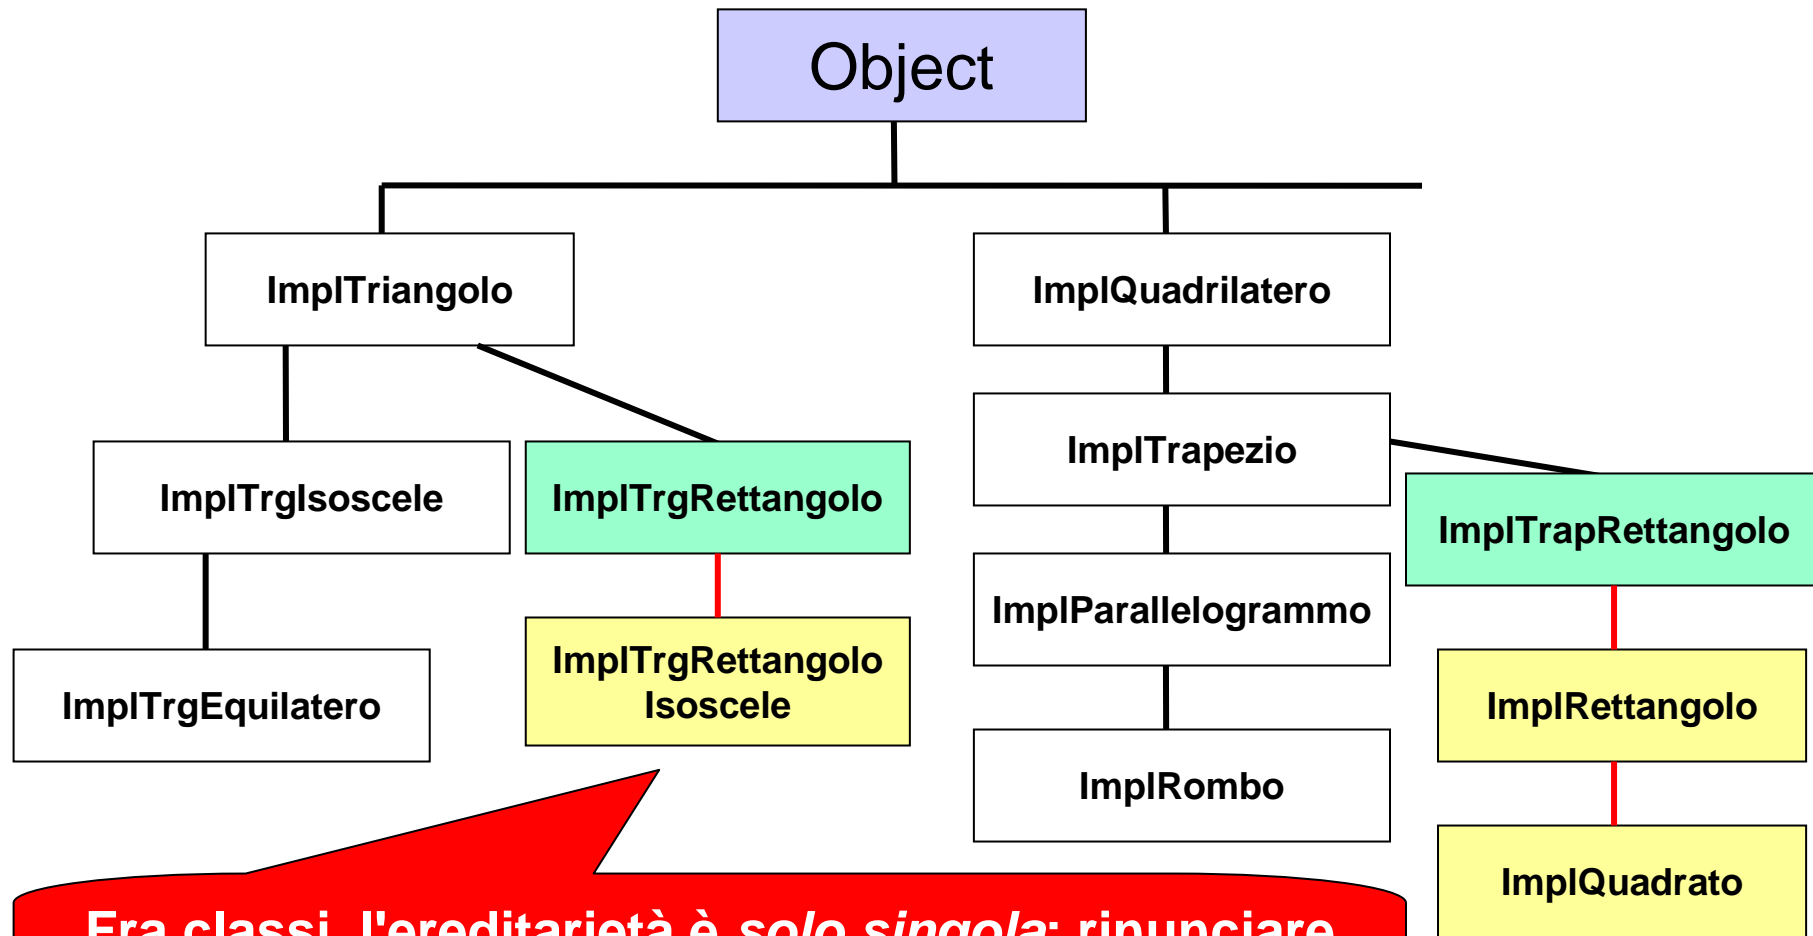 Object
ImplTriangolo
ImplQuadrilatero
ImplTrapezio
ImplTrgIsoscele
ImplTrgRettangolo
ImplTrapRettangolo
ImplParallelogrammo
ImplTrgRettangolo
Isoscele
ImplTrgEquilatero
ImplRettangolo
ImplRombo
ImplQuadrato
Fra classi, l'ereditarietà è solo singola: rinunciare